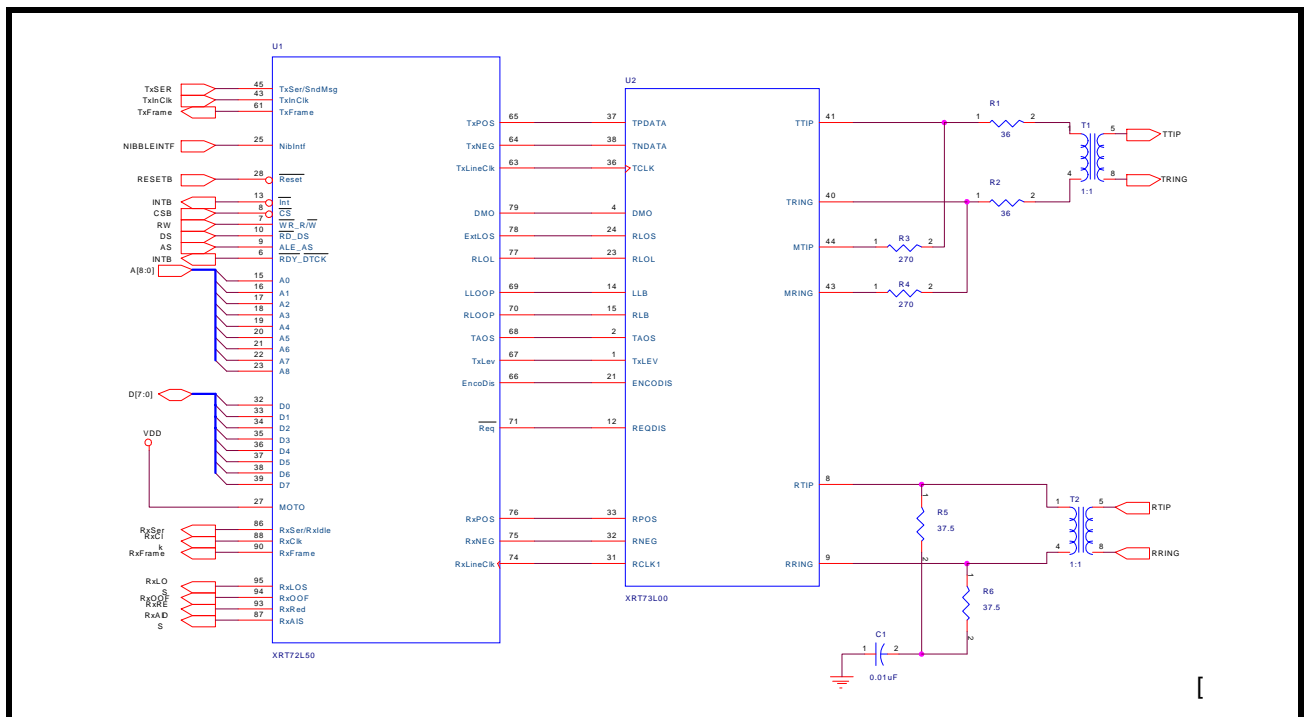 U1
TxSER 45 TxSer/SndMsg
TxInClk 43 TxInClk
TxFrame 61 TxFrame
NIBBLEINTF 25 NibIntf
RESETB 28 Reset
INTB 13 Int
CSB 8 CS
RW 7 WR_R/W
DS 10 RD_DS
AS 9 ALE_AS
INTB 6 RDY_DTCK
A[8:0]
15 A0
16 A1
17 A2
18 A3
19 A4
20 A5
21 A6
22 A7
23 A8
D[7:0]
32 D0
33 D1
34 D2
35 D3
36 D4
37 D5
38 D6
39 D7
VDD
27 MOTO
RxSer 86 RxSer/RxIdle
RxCl
k 88 RxClk
RxFrame 90 RxFrame
RxLO
S 95 RxLOS
RxOOF 94 RxOOF
RxRE
D 93 RxRed
RxAI
S 87 RxAIS
XRT72L50
TxPOS 65
TxNEG 64
TxLineClk 63
DMO 79
ExtLOS 78
RLOL 77
LLOOP 69
RLOOP 70
TAOS 68
TxLev 67
EncoDis 66
Req 71
RxPOS 76
RxNEG 75
RxLineClk 74
U2
37 TPDATA
38 TNDATA
36 TCLK
4 DMO
24 RLOS
23 RLOL
14 LLB
15 RLB
2 TAOS
1 TxLEV
21 ENCODIS
12 REQDIS
33 RPOS
32 RNEG
31 RCLK1
XRT73L00
TTIP 41
TRING 40
MTIP 44
MRING 43
RTIP 8
RRING 9
R1
1 2
36
R2
1 2
36
R3
1 2
270
R4
1 2
270
T1
1 5
4 8
1:1
TTIP
TRING
R5
1 2
37.5
R6
1 2
37.5
C1
1 2
0.01uF
T2
1 5
4 8
1:1
RTIP
RRING
[